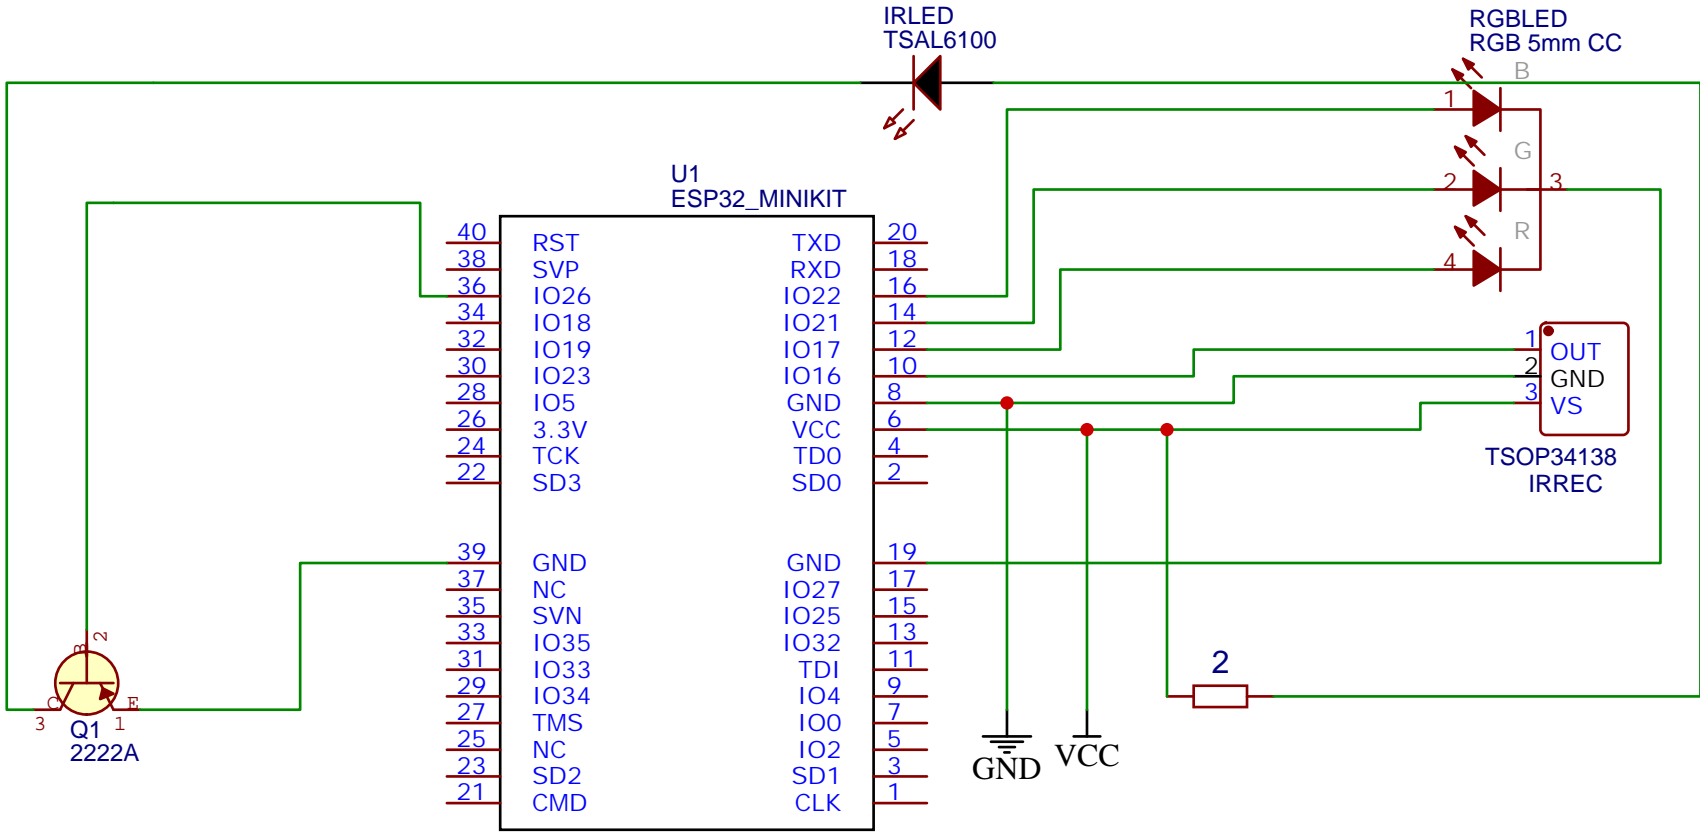 IRLED
TSAL6100
RGBLED
RGB 5mm CC
B
1
G
2
3
R
4
U1
ESP32_MINIKIT
40 RST TXD 20
38 SVP RXD 18
36 IO26 IO22 16
34 IO18 IO21 14
32 IO19 IO17 12
30 IO23 IO16 10
28 IO5 GND 8
26 3.3V VCC 6
24 TCK TD0 4
22 SD3 SD0 2
39 GND GND 19
37 NC IO27 17
35 SVN IO25 15
33 IO35 IO32 13
31 IO33 TDI 11
29 IO34 IO4 9
27 TMS IO0 7
25 NC IO2 5
23 SD2 SD1 3
21 CMD CLK 1
1 OUT
2 GND
3 VS
TSOP34138
IRREC
2
B 2
C E
3 1
Q1
2222A
GND
VCC